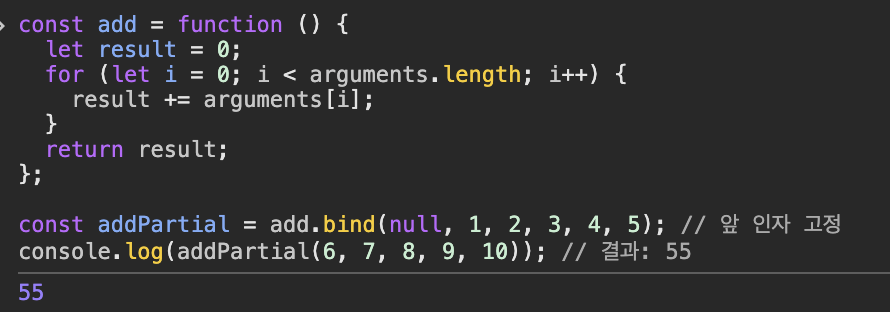 const add = function () {
  let result = 0;
  for (let i = 0; i < arguments.length; i++) {
    result += arguments[i];
  }
  return result;
};

const addPartial = add.bind(null, 1, 2, 3, 4, 5); // 앞 인자 고정
console.log(addPartial(6, 7, 8, 9, 10)); // 결과: 55
55